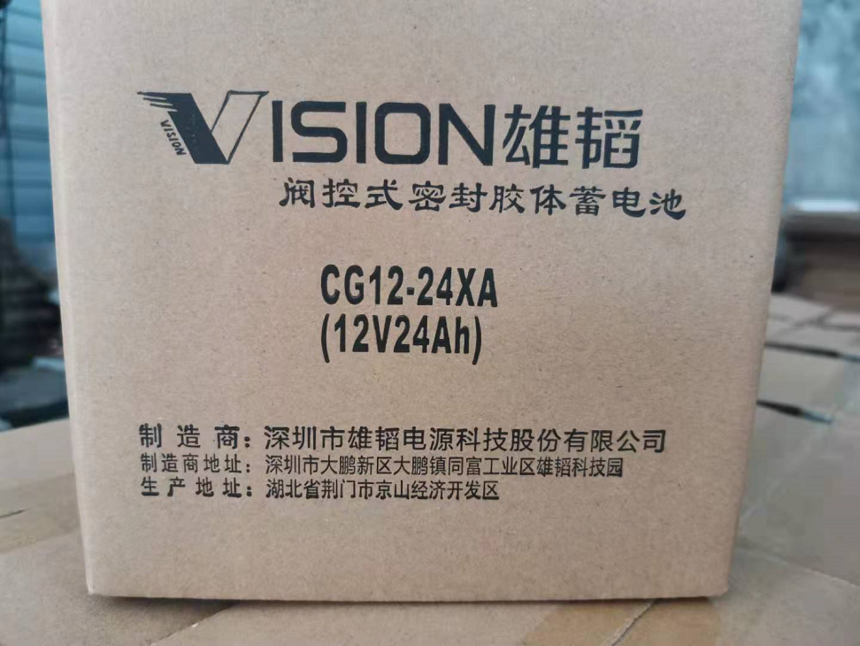 VISION
VISION雄韬
阀控式密封胶体蓄电池
CG12-24XA
(12V24Ah)
制造商：深圳市雄韬电源科技股份有限公司
制造商地址：深圳市大鹏新区大鹏镇同富工业区雄韬科技园
生产地址：湖北省荆门市京山经济开发区